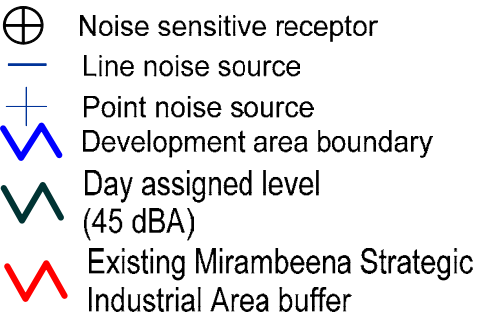 Noise sensitive receptor
Line noise source
Point noise source
Development area boundary
Day assigned level
(45 dBA)
Existing Mirambeena Strategic
Industrial Area buffer